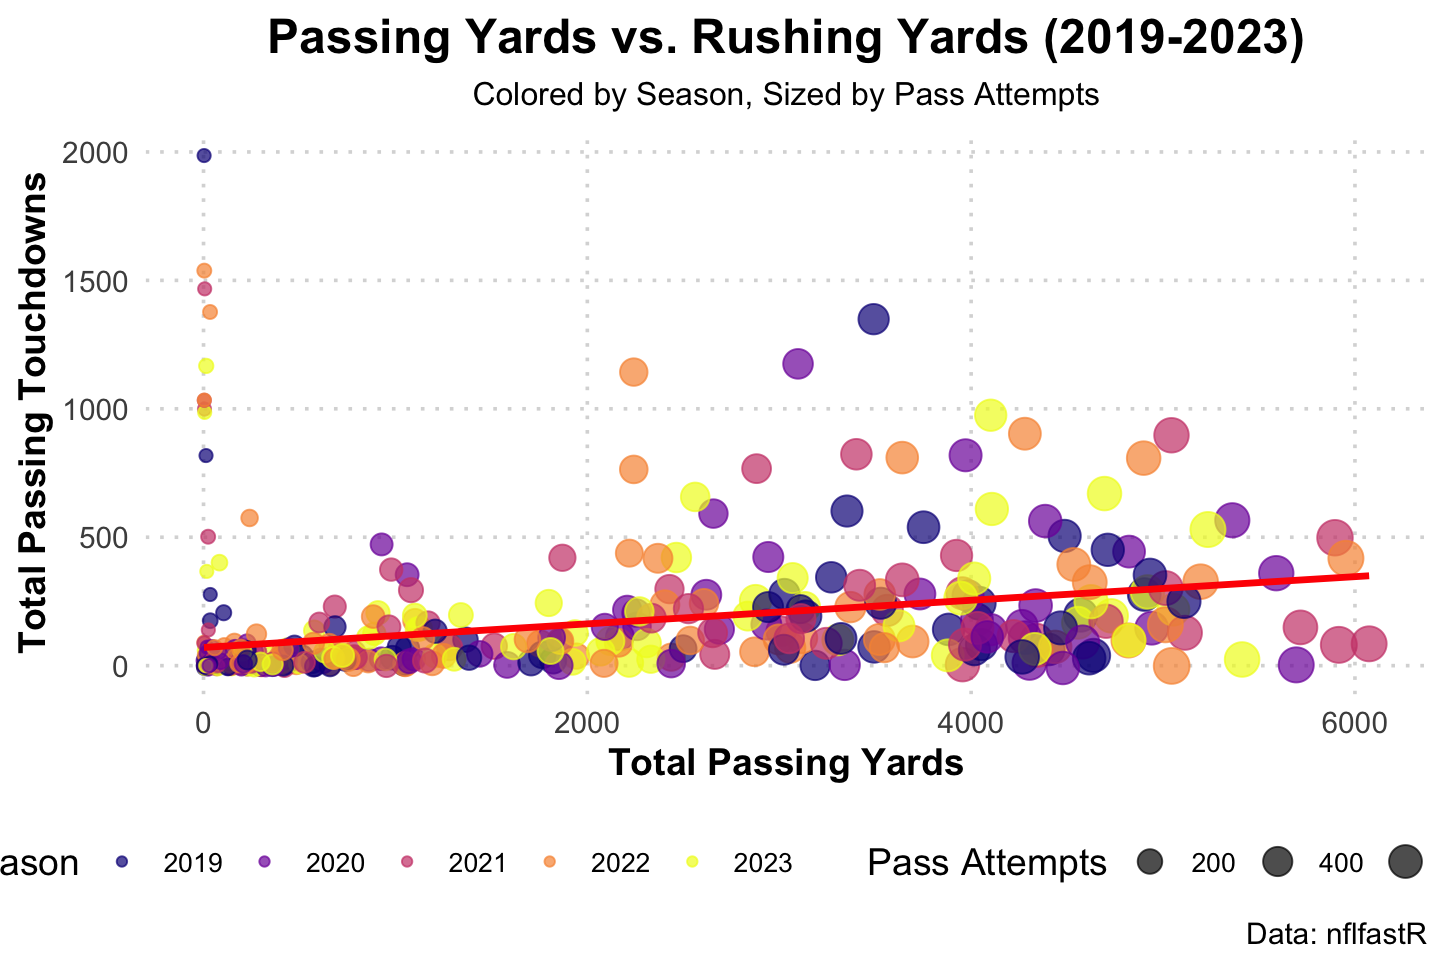 Passing Yards vs. Rushing Yards (2019-2023)
Colored by Season, Sized by Pass Attempts
Total Passing Touchdowns
2000
1500
1000
500
0
0 2000 4000 6000
Total Passing Yards
ason 2019 2020 2021 2022 2023 Pass Attempts 200 400
Data: nflfastR